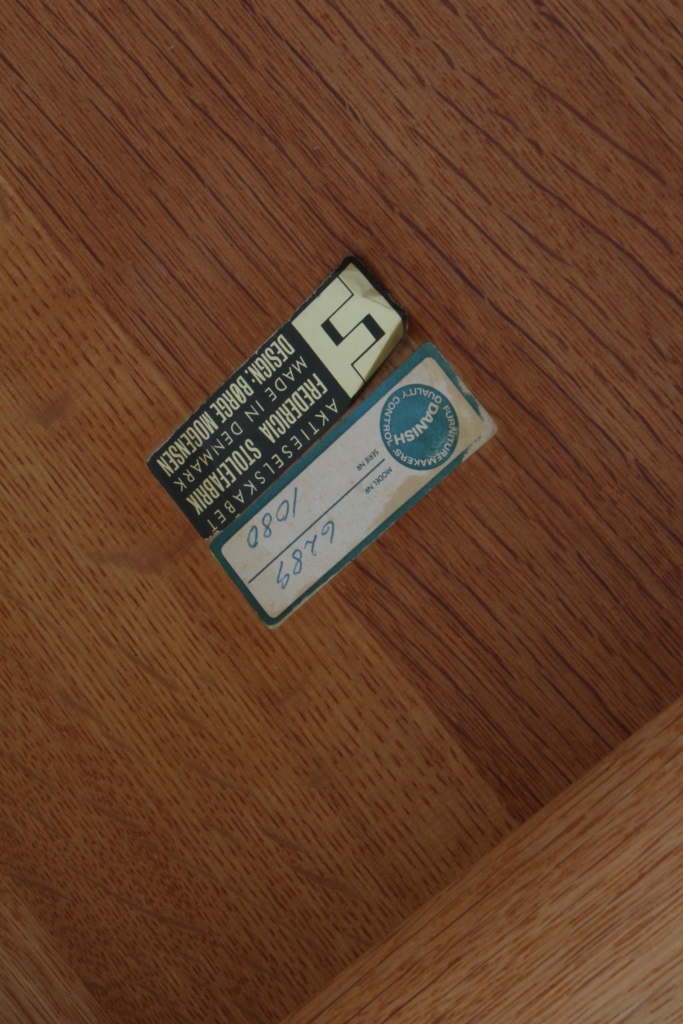 DANISH
FURNITUREMAKERS'
QUALITY CONTROL
MODEL NR. 6289
SERIE NR. 1080
AKTIESELSKABET
FREDERICIA STOLEFABRIK
MADE IN DENMARK
DESIGN: BØRGE MOGENSEN